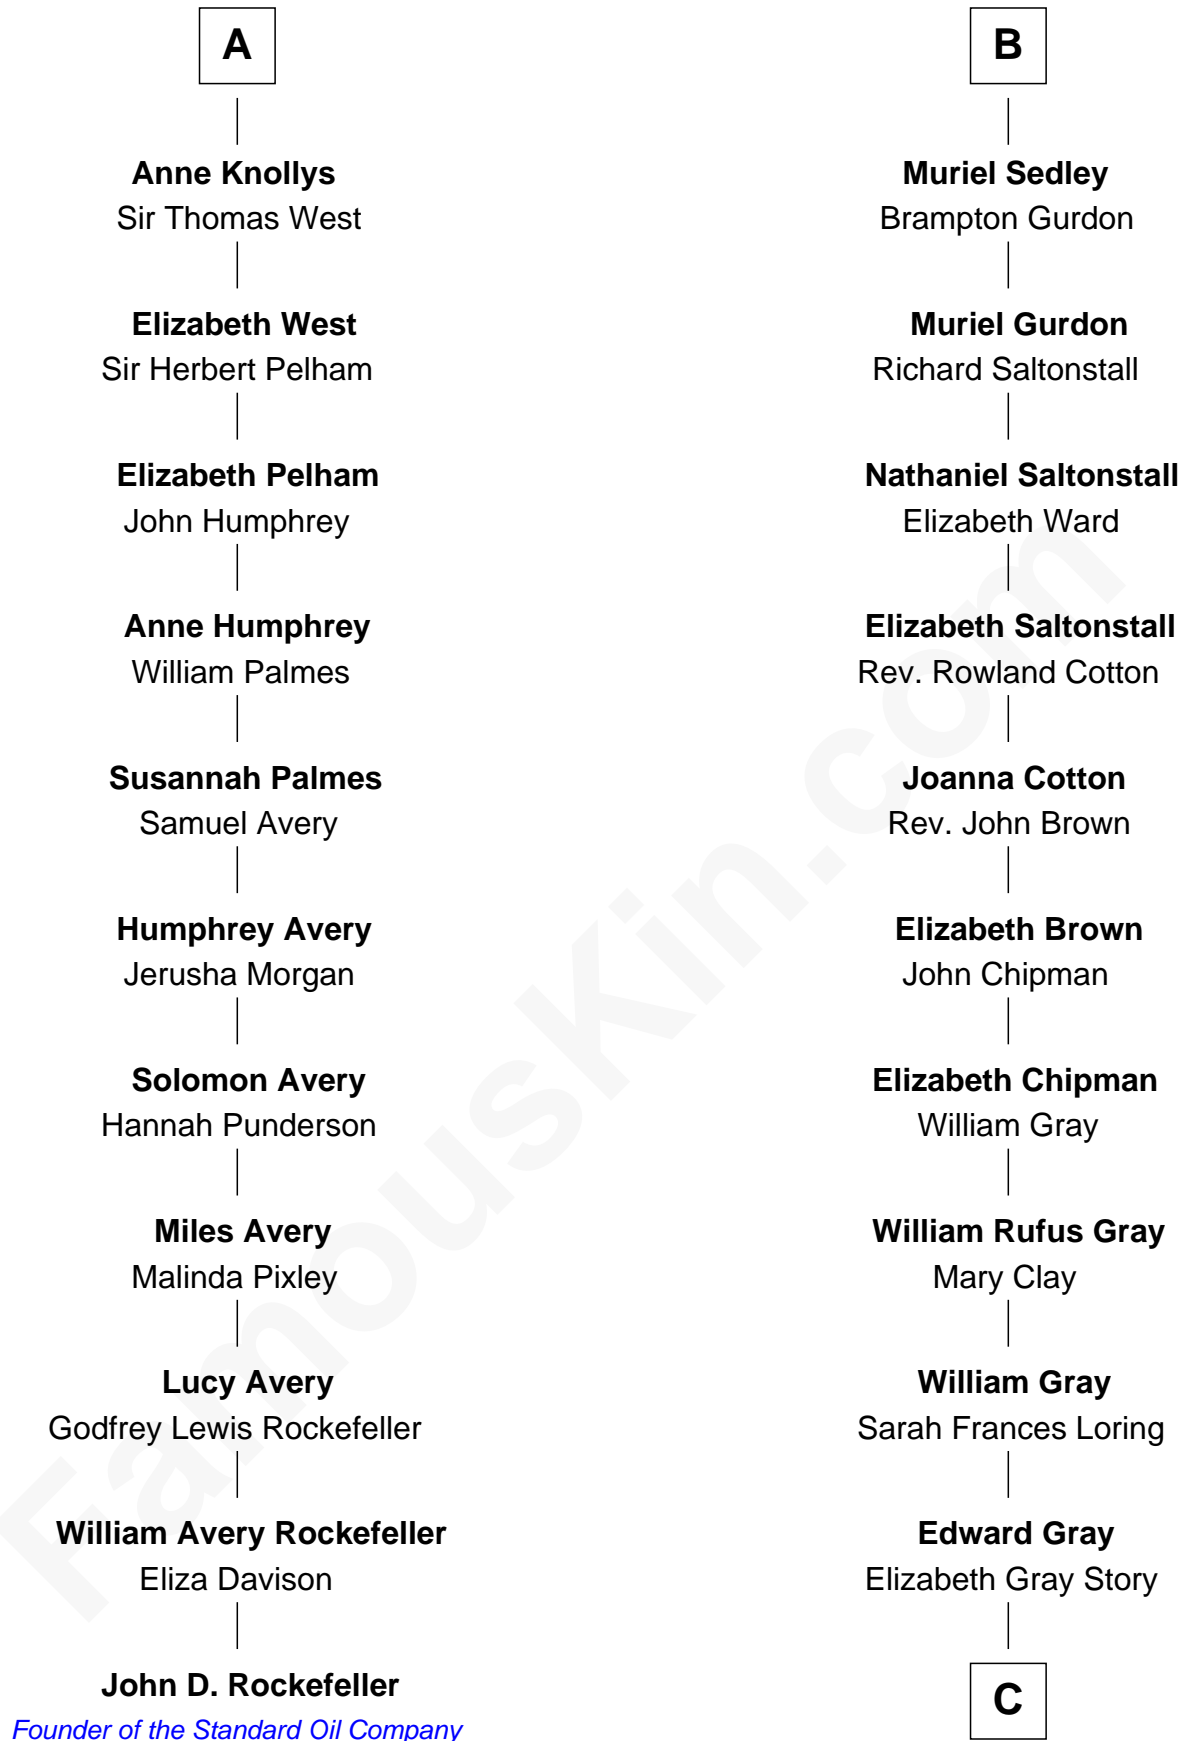 A
Anne Knollys
Sir Thomas West
Elizabeth West
Sir Herbert Pelham
Elizabeth Pelham
John Humphrey
Anne Humphrey
William Palmes
Susannah Palmes
Samuel Avery
Humphrey Avery
Jerusha Morgan
Solomon Avery
Hannah Punderson
Miles Avery
Malinda Pixley
Lucy Avery
Godfrey Lewis Rockefeller
William Avery Rockefeller
Eliza Davison
John D. Rockefeller
Founder of the Standard Oil Company
B
Muriel Sedley
Brampton Gurdon
Muriel Gurdon
Richard Saltonstall
Nathaniel Saltonstall
Elizabeth Ward
Elizabeth Saltonstall
Rev. Rowland Cotton
Joanna Cotton
Rev. John Brown
Elizabeth Brown
John Chipman
Elizabeth Chipman
William Gray
William Rufus Gray
Mary Clay
William Gray
Sarah Frances Loring
Edward Gray
Elizabeth Gray Story
C
FamousKin.com